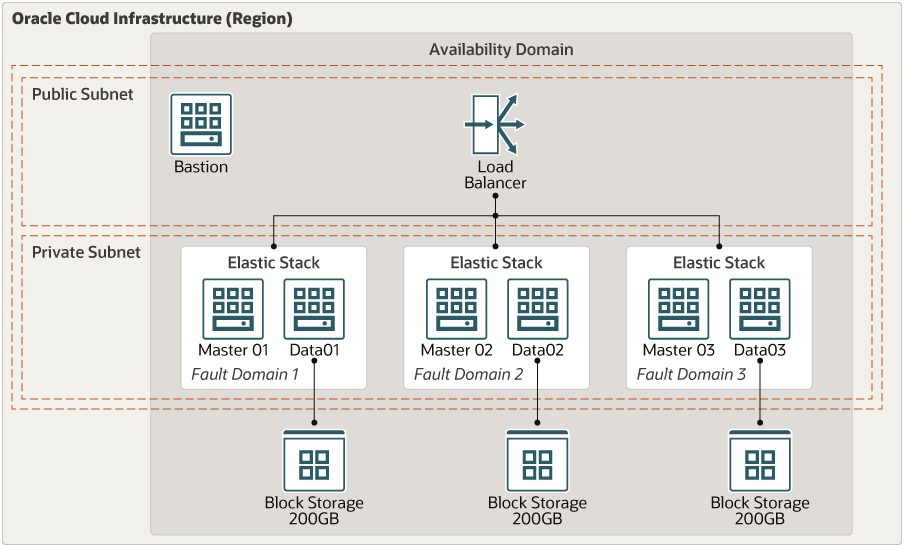 Oracle Cloud Infrastructure (Region)
Availability Domain
Public Subnet
Bastion
Load
Balancer
Private Subnet
Elastic Stack
Master 01
Data01
Fault Domain 1
Elastic Stack
Master 02
Data02
Fault Domain 2
Elastic Stack
Master 03
Data03
Fault Domain 3
Block Storage
200GB
Block Storage
200GB
Block Storage
200GB